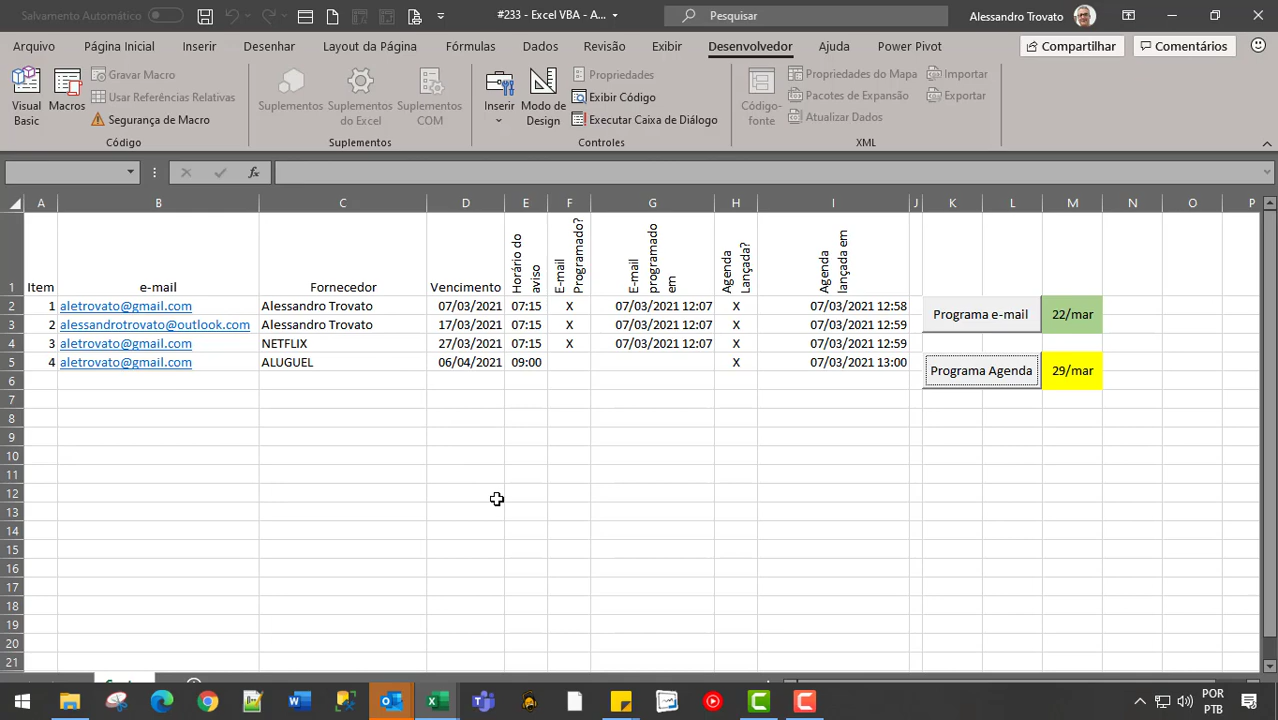 Salvamento Automático
#233 - Excel VBA - A...
Pesquisar
Alessandro Trovato
Arquivo Página Inicial Inserir Desenhar Layout da Página Fórmulas Dados Revisão Exibir Desenvolvedor Ajuda Power Pivot Compartilhar Comentários
Visual Basic
Macros
Gravar Macro
Usar Referências Relativas
Segurança de Macro
Código
Suplementos
Suplementos do Excel
Suplementos COM
Suplementos
Inserir
Modo de Design
Propriedades
Exibir Código
Executar Caixa de Diálogo
Controles
Código-fonte
Propriedades do Mapa
Pacotes de Expansão
Atualizar Dados
Importar
Exportar
XML
fx
A B C D E F G H I J K L M N O P
1 Item e-mail Fornecedor Vencimento Horário do aviso E-mail Programado? E-mail programado em Agenda Lançada? Agenda lançada em
2 1 aletrovato@gmail.com Alessandro Trovato 07/03/2021 07:15 X 07/03/2021 12:07 X 07/03/2021 12:58 Programa e-mail 22/mar
3 2 alessandrotrovato@outlook.com Alessandro Trovato 17/03/2021 07:15 X 07/03/2021 12:07 X 07/03/2021 12:59
4 3 aletrovato@gmail.com NETFLIX 27/03/2021 07:15 X 07/03/2021 12:07 X 07/03/2021 12:59
5 4 aletrovato@gmail.com ALUGUEL 06/04/2021 09:00 X 07/03/2021 13:00 Programa Agenda 29/mar
6
7
8
9
10
11
12
13
14
15
16
17
18
19
20
21
POR
PTB